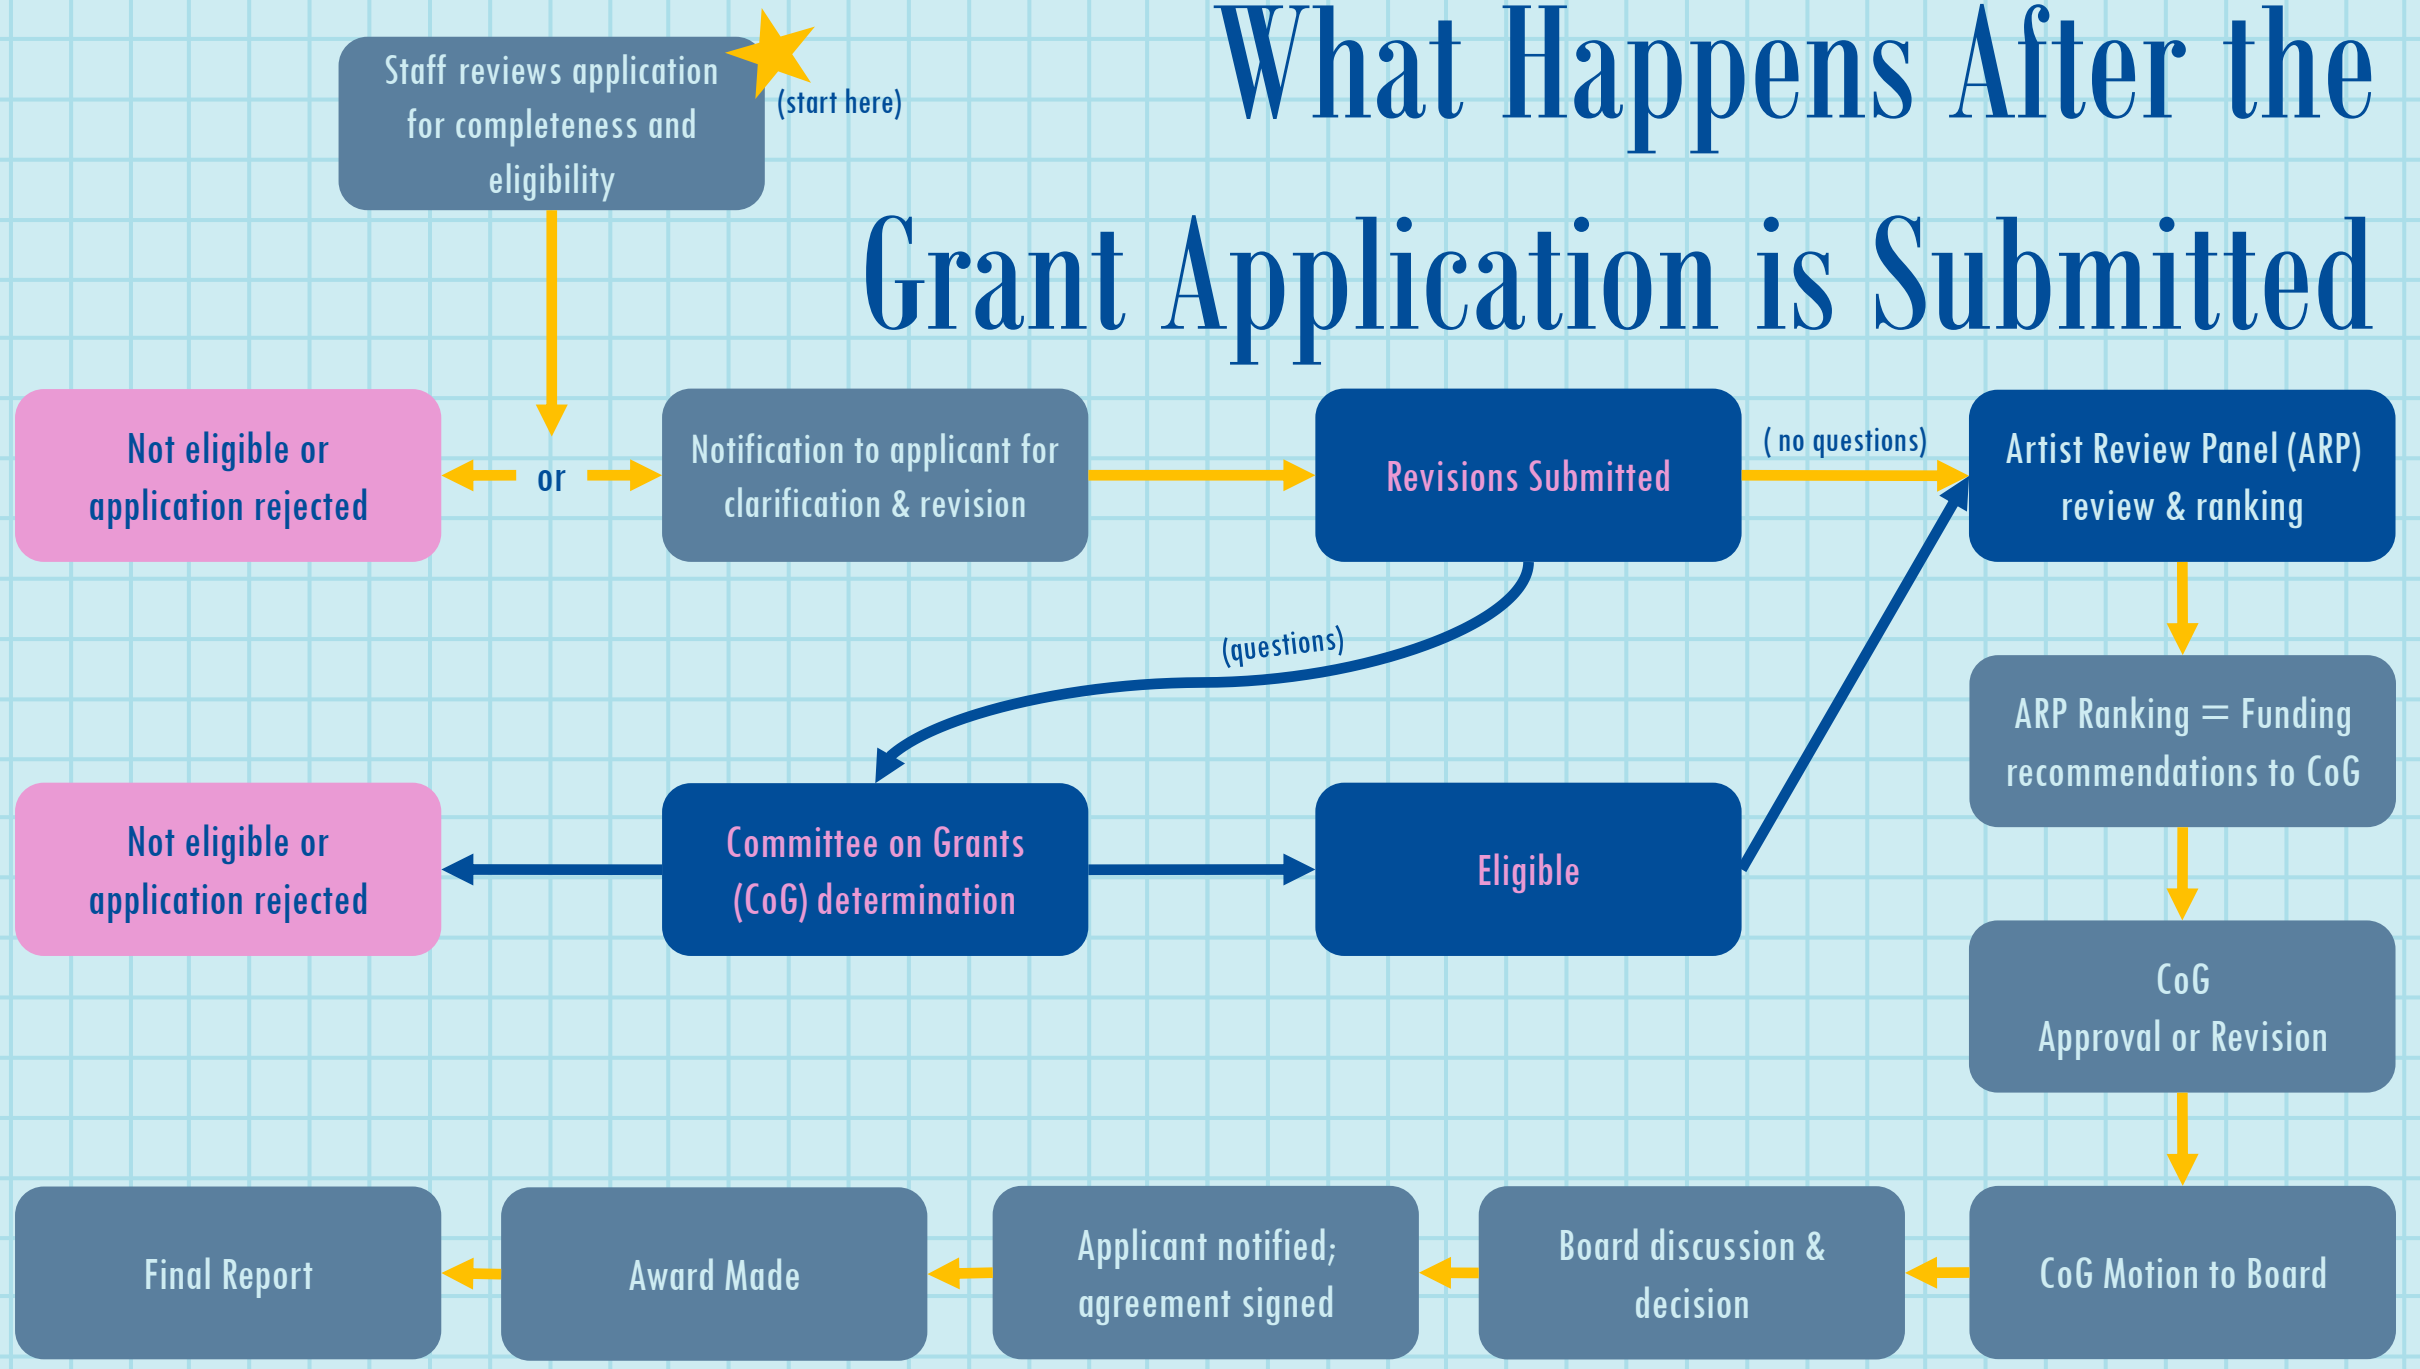 What Happens After the
Grant Application is Submitted
Staff reviews application
for completeness and
eligibility
(start here)
Not eligible or
application rejected
or
Notification to applicant for
clarification & revision
Revisions Submitted
( no questions)
Artist Review Panel (ARP)
review & ranking
(questions)
ARP Ranking = Funding
recommendations to CoG
Not eligible or
application rejected
Committee on Grants
(CoG) determination
Eligible
CoG
Approval or Revision
Final Report
Award Made
Applicant notified;
agreement signed
Board discussion &
decision
CoG Motion to Board